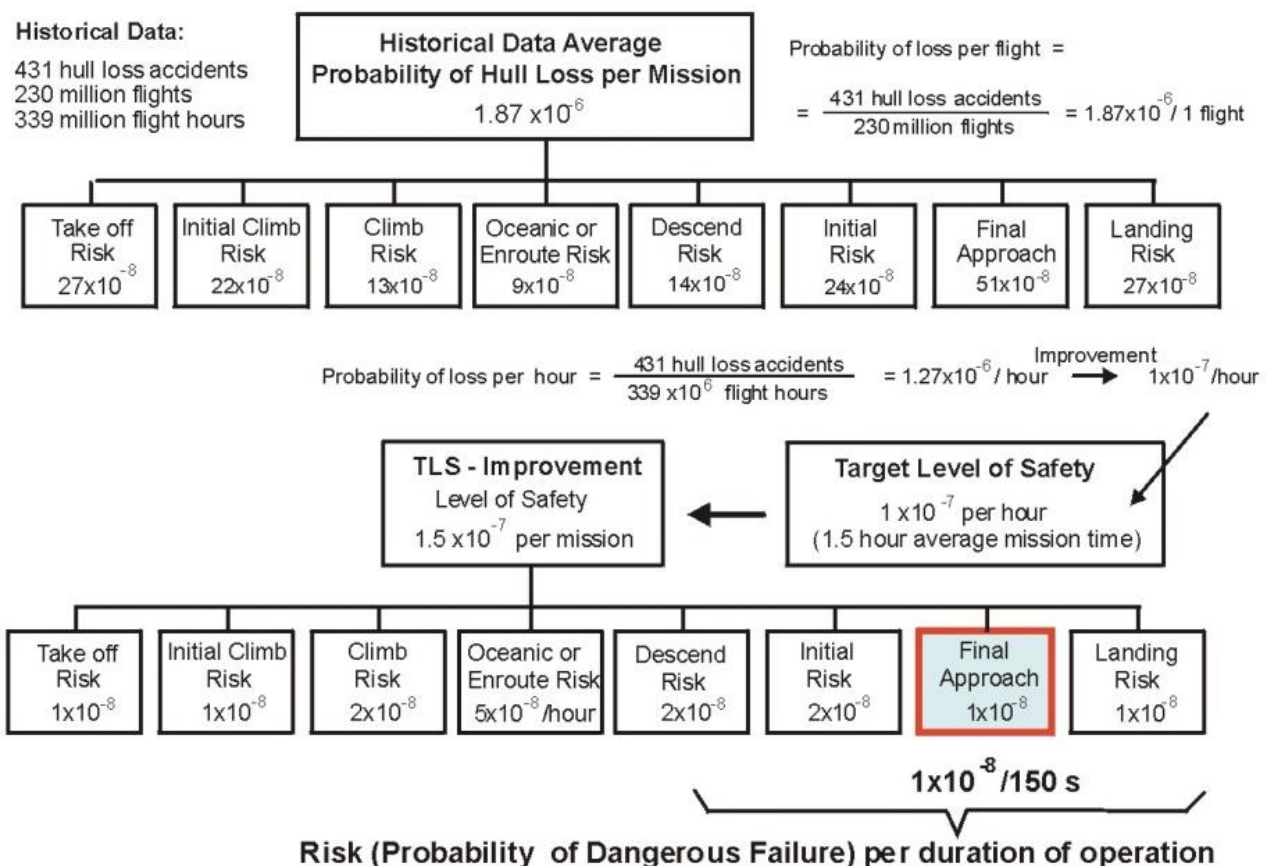 Historical Data:
431 hull loss accidents
230 million flights
339 million flight hours
Historical Data Average
Probability of Hull Loss per Mission
1.87 x10⁻⁶
Probability of loss per flight =
= 431 hull loss accidents / 230 million flights = 1.87x10⁻⁶/ 1 flight
Take off
Risk
27x10⁻⁸
Initial Climb
Risk
22x10⁻⁸
Climb
Risk
13x10⁻⁸
Oceanic or
Enroute Risk
9x10⁻⁸
Descend
Risk
14x10⁻⁸
Initial
Risk
24x10⁻⁸
Final
Approach
51x10⁻⁸
Landing
Risk
27x10⁻⁸
Probability of loss per hour = 431 hull loss accidents / 339 x10⁶ flight hours = 1.27x10⁻⁶/ hour Improvement → 1x10⁻⁷/hour
TLS - Improvement
Level of Safety
1.5 x10⁻⁷ per mission
Target Level of Safety
1 x10⁻⁷ per hour
(1.5 hour average mission time)
Take off
Risk
1x10⁻⁸
Initial Climb
Risk
1x10⁻⁸
Climb
Risk
2x10⁻⁸
Oceanic or
Enroute Risk
5x10⁻⁸/hour
Descend
Risk
2x10⁻⁸
Initial
Risk
2x10⁻⁸
Final
Approach
1x10⁻⁸
Landing
Risk
1x10⁻⁸
1x10⁻⁸/150 s
Risk (Probability of Dangerous Failure) per duration of operation